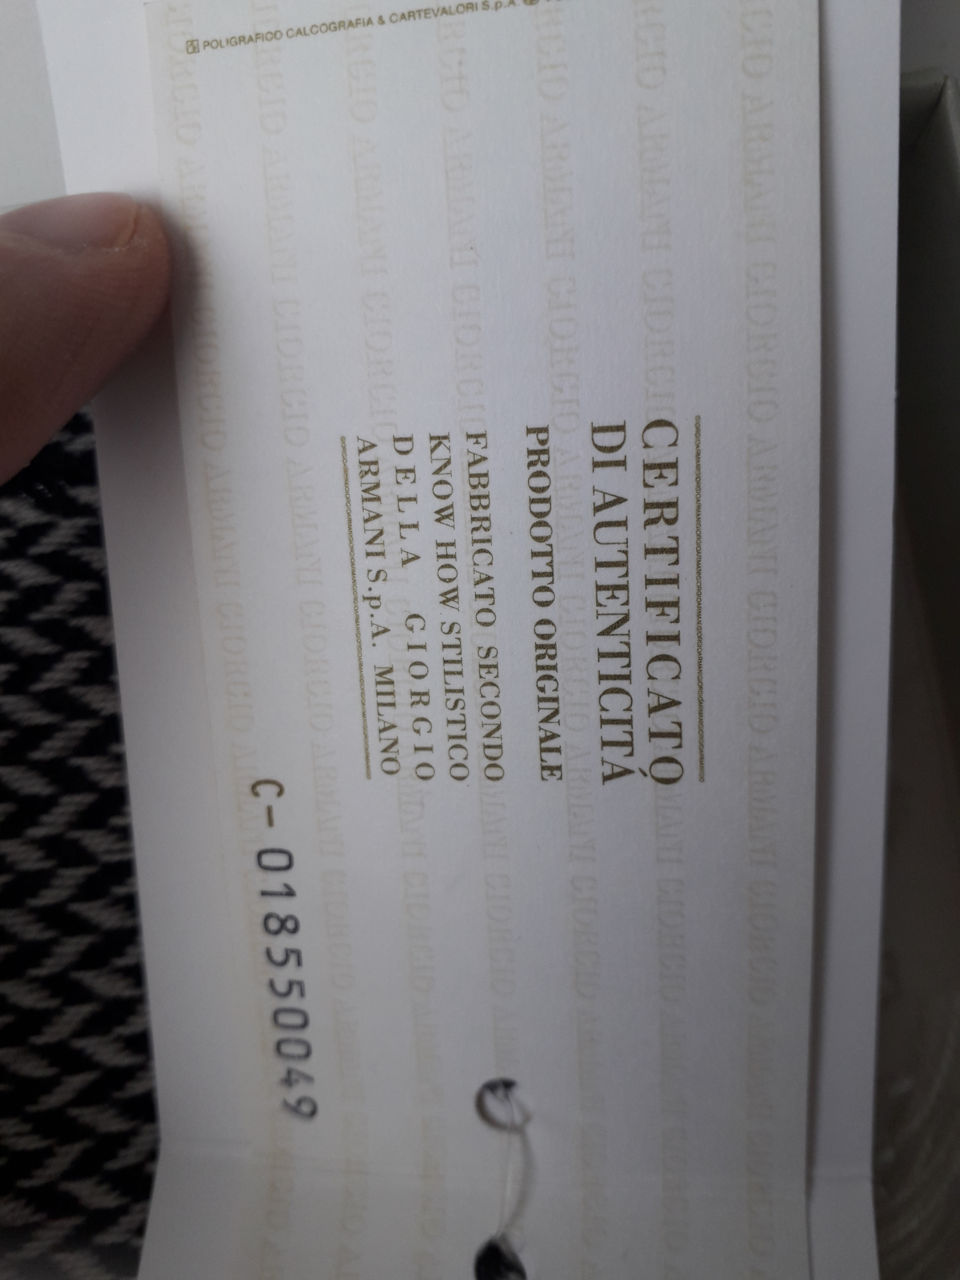 CERTIFICATO
DI AUTENTICITÁ
PRODOTTO ORIGINALE
FABBRICATO SECONDO
KNOW HOW STILISTICO
DELLA GIORGIO
ARMANI S.p.A. MILANO
C-018550049
POLIGRAFICO CALCOGRAFIA & CARTEVALORI S.p.A.